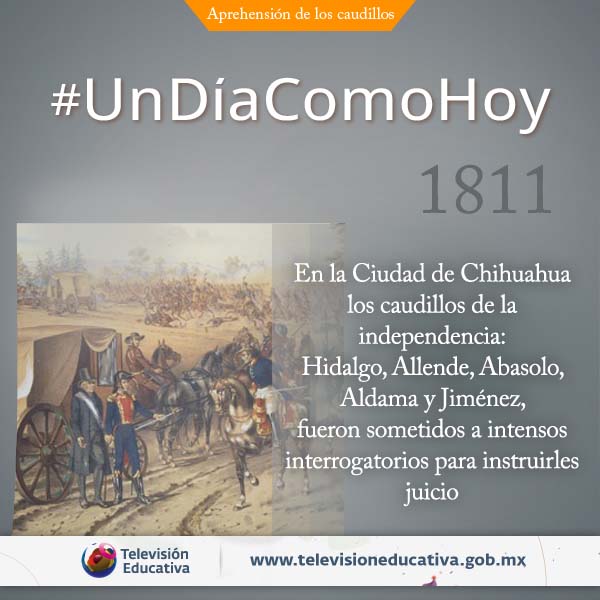 Aprehensión de los caudillos
#UnDíaComoHoy
1811
En la Ciudad de Chihuahua
los caudillos de la
independencia:
Hidalgo, Allende, Abasolo,
Aldama y Jiménez,
fueron sometidos a intensos
interrogatorios para instruirles
juicio
Televisión
Educativa
www.televisioneducativa.gob.mx